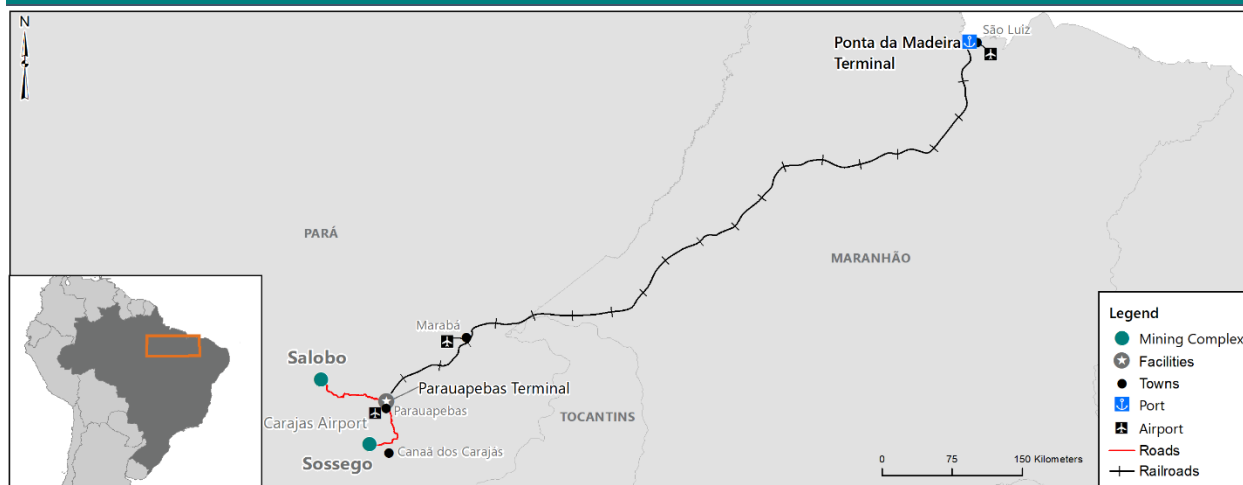 N
São Luiz
Ponta da Madeira
Terminal
PARÁ
MARANHÃO
Marabá
Salobo
Parauapebas Terminal
Parauapebas
Carajas Airport
TOCANTINS
Canaã dos Carajás
Sossego
0 75 150 Kilometers
Legend
Mining Complex
Facilities
Towns
Port
Airport
Roads
Railroads